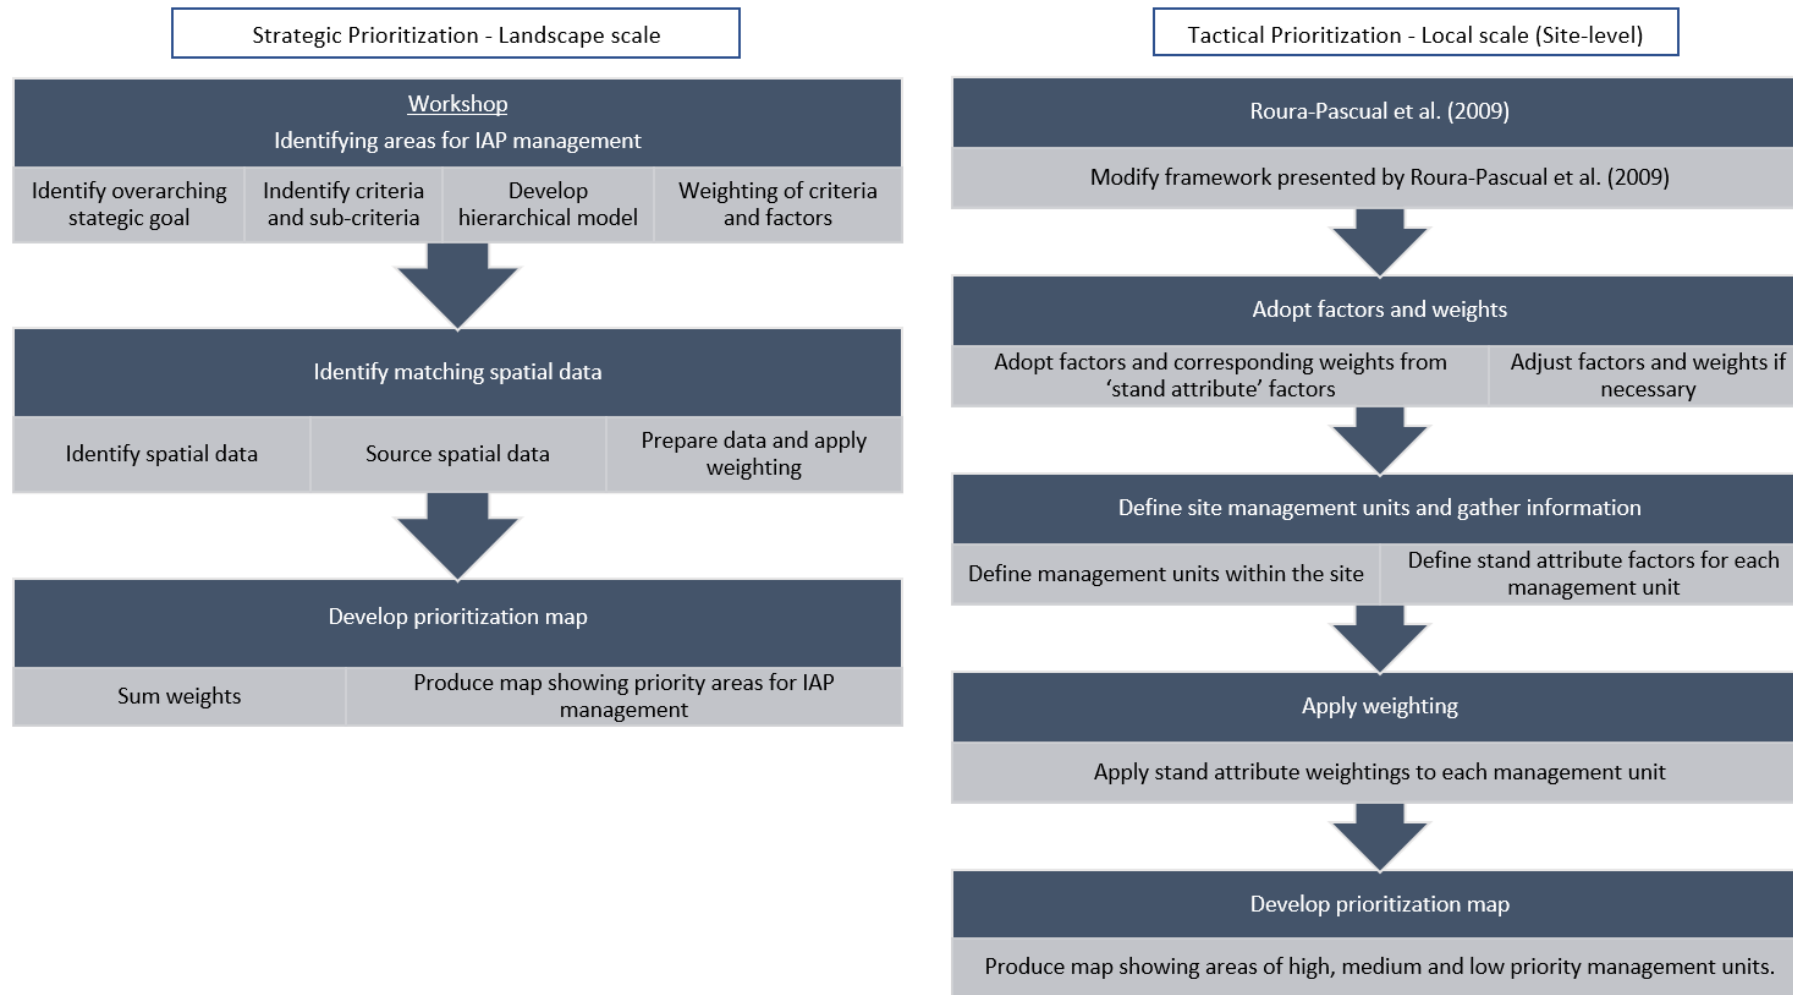 Strategic Prioritization - Landscape scale
Workshop
Identifying areas for IAP management
Identify overarching
stategic goal
Indentify criteria
and sub-criteria
Develop
hierarchical model
Weighting of criteria
and factors
Identify matching spatial data
Identify spatial data
Source spatial data
Prepare data and apply
weighting
Develop prioritization map
Sum weights
Produce map showing priority areas for IAP
management
Tactical Prioritization - Local scale (Site-level)
Roura-Pascual et al. (2009)
Modify framework presented by Roura-Pascual et al. (2009)
Adopt factors and weights
Adopt factors and corresponding weights from
‘stand attribute’ factors
Adjust factors and weights if
necessary
Define site management units and gather information
Define management units within the site
Define stand attribute factors for each
management unit
Apply weighting
Apply stand attribute weightings to each management unit
Develop prioritization map
Produce map showing areas of high, medium and low priority management units.